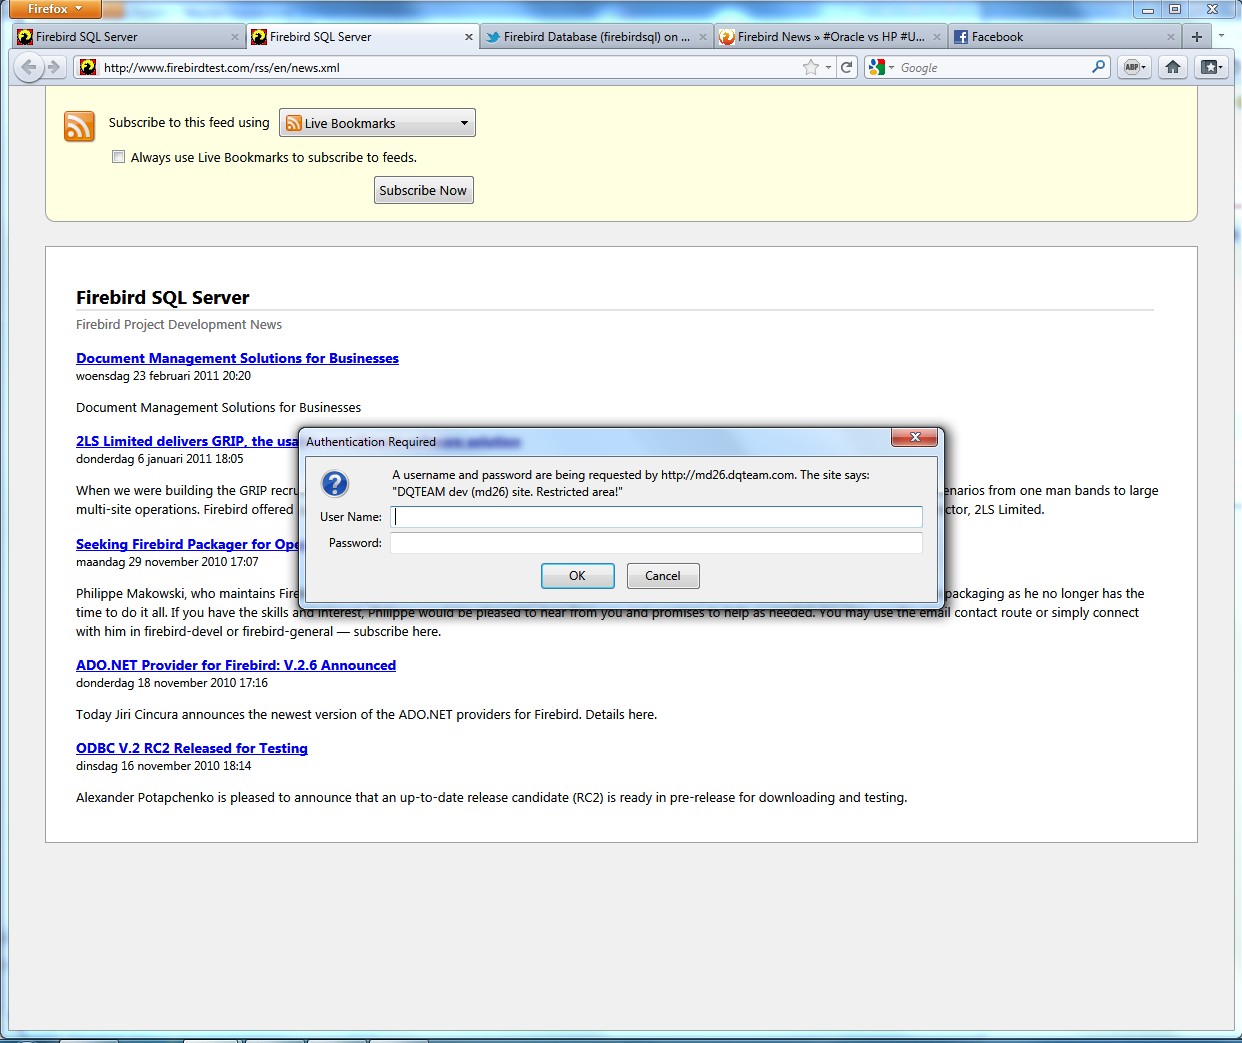 Firefox
Firebird SQL Server
Firebird SQL Server
Firebird Database (firebirdsql) on ...
Firebird News » #Oracle vs HP #U...
Facebook
http://www.firebirdtest.com/rss/en/news.xml
Google
ABP
Subscribe to this feed using
Live Bookmarks
Always use Live Bookmarks to subscribe to feeds.
Subscribe Now
Firebird SQL Server
Firebird Project Development News
Document Management Solutions for Businesses
woensdag 23 februari 2011 20:20
Document Management Solutions for Businesses
2LS Limited delivers GRIP, the usa
donderdag 6 januari 2011 18:05
When we were building the GRIP recru
enarios from one man bands to large
multi-site operations. Firebird offered
ctor, 2LS Limited.
Authentication Required
A username and password are being requested by http://md26.dqteam.com. The site says:
"DQTEAM dev (md26) site. Restricted area!"
User Name:
Password:
OK
Cancel
Seeking Firebird Packager for Ope
maandag 29 november 2010 17:07
Philippe Makowski, who maintains Fire
packaging as he no longer has the
time to do it all. If you have the skills and interest, Philippe would be pleased to hear from you and promises to help as needed. You may use the email contact route or simply connect
with him in firebird-devel or firebird-general — subscribe here.
ADO.NET Provider for Firebird: V.2.6 Announced
donderdag 18 november 2010 17:16
Today Jiri Cincura announces the newest version of the ADO.NET providers for Firebird. Details here.
ODBC V.2 RC2 Released for Testing
dinsdag 16 november 2010 18:14
Alexander Potapchenko is pleased to announce that an up-to-date release candidate (RC2) is ready in pre-release for downloading and testing.